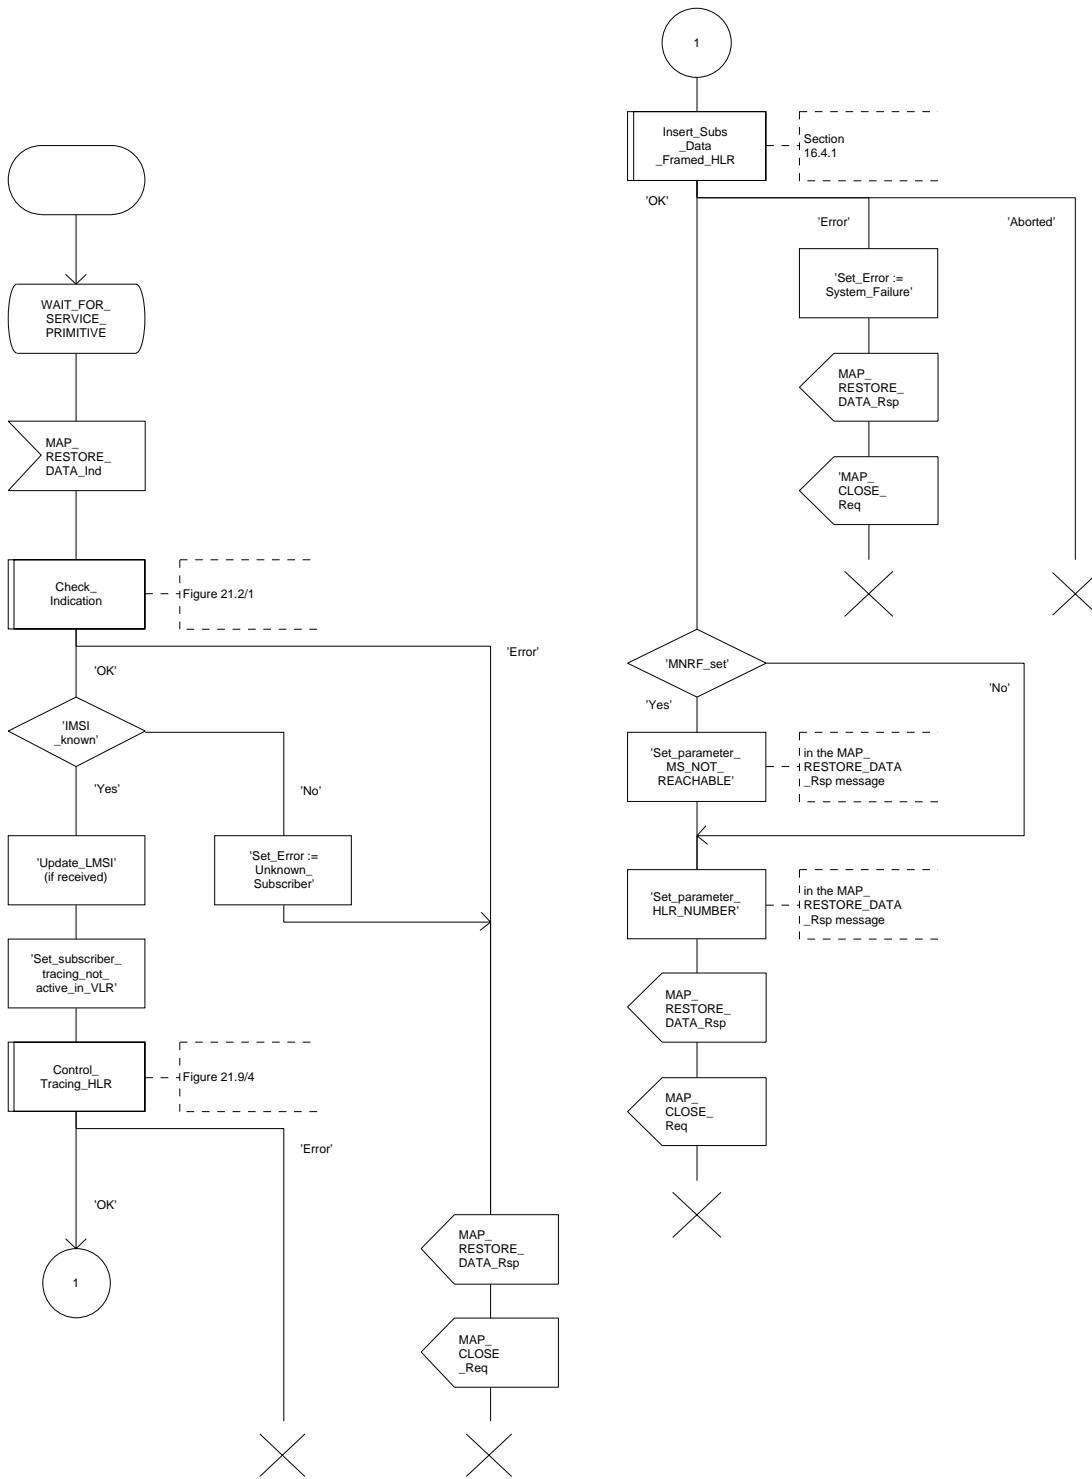 WAIT_FOR_
SERVICE_
PRIMITIVE
MAP_
RESTORE_
DATA_Ind
Check_
Indication
Figure 21.2/1
'Error'
'OK'
'IMSI
_known'
'Yes'
'No'
'Update_LMSI'
(if received)
'Set_Error :=
Unknown_
Subscriber'
'Set_subscriber_
tracing_not_
active_in_VLR'
Control_
Tracing_HLR
Figure 21.9/4
'Error'
'OK'
1
MAP_
RESTORE_
DATA_Rsp
MAP_
CLOSE
_Req
1
Insert_Subs
_Data
_Framed_HLR
Section
16.4.1
'OK'
'Error'
'Aborted'
'Set_Error :=
System_Failure'
MAP_
RESTORE_
DATA_Rsp
'MAP_
CLOSE_
Req
'MNRF_set'
'No'
'Yes'
'Set_parameter_
MS_NOT_
REACHABLE'
in the MAP_
RESTORE_DATA
_Rsp message
'Set_parameter_
HLR_NUMBER'
in the MAP_
RESTORE_DATA
_Rsp message
MAP_
RESTORE_
DATA_Rsp
MAP_
CLOSE_
Req